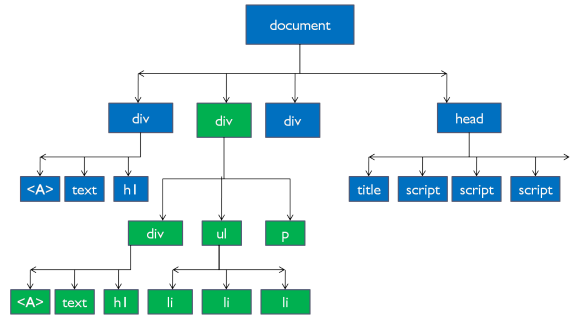 document
div
div
div
head
<A>
text
h1
title
script
script
script
div
ul
p
<A>
text
h1
li
li
li